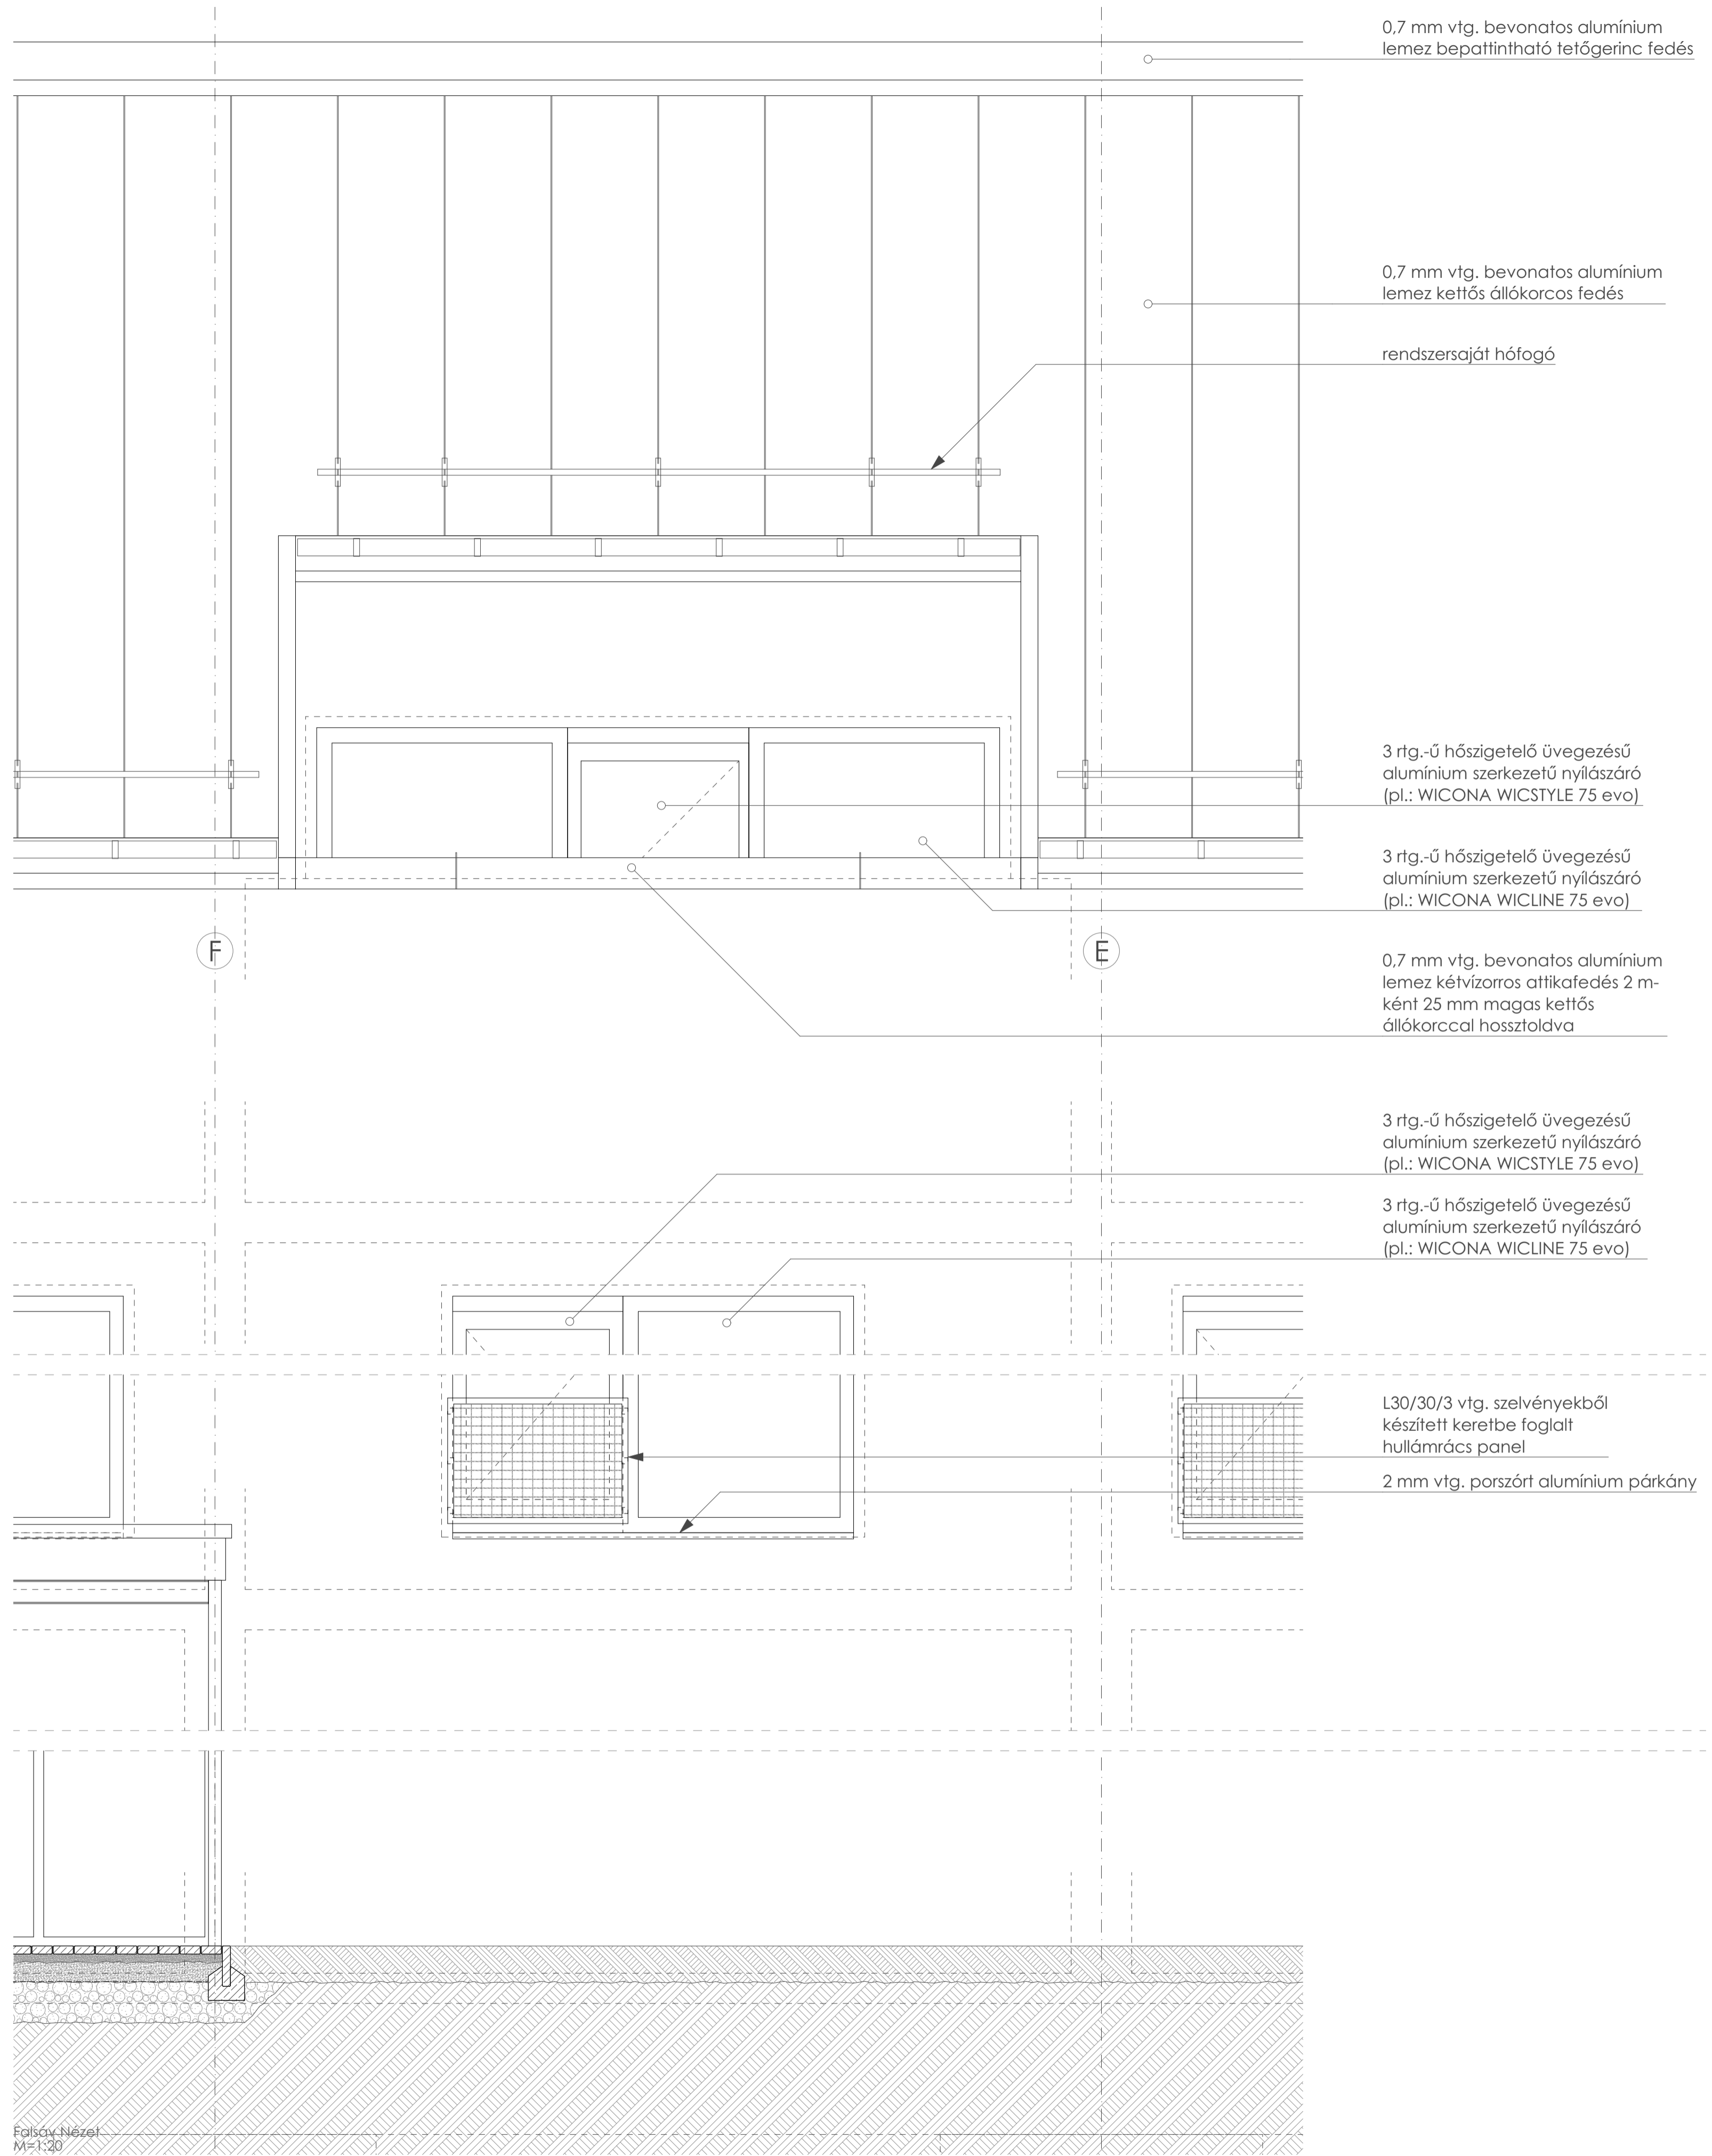 0,7 mm vtg. bevonatos alumínium
lemez bepattintható tetőgerinc fedés
0,7 mm vtg. bevonatos alumínium
lemez kettős állókorcos fedés
rendszersaját hófogó
3 rtg.-ű hőszigetelő üvegezésű
alumínium szerkezetű nyílászáró
(pl.: WICONA WICSTYLE 75 evo)
3 rtg.-ű hőszigetelő üvegezésű
alumínium szerkezetű nyílászáró
(pl.: WICONA WICLINE 75 evo)
F
E
0,7 mm vtg. bevonatos alumínium
lemez kétvízorros attikafedés 2 m-
ként 25 mm magas kettős
állókorccal hossztoldva
3 rtg.-ű hőszigetelő üvegezésű
alumínium szerkezetű nyílászáró
(pl.: WICONA WICSTYLE 75 evo)
3 rtg.-ű hőszigetelő üvegezésű
alumínium szerkezetű nyílászáró
(pl.: WICONA WICLINE 75 evo)
L30/30/3 vtg. szelvényekből
készített keretbe foglalt
hullámrács panel
2 mm vtg. porszórt alumínium párkány
Falsáv Nézet
M=1:20